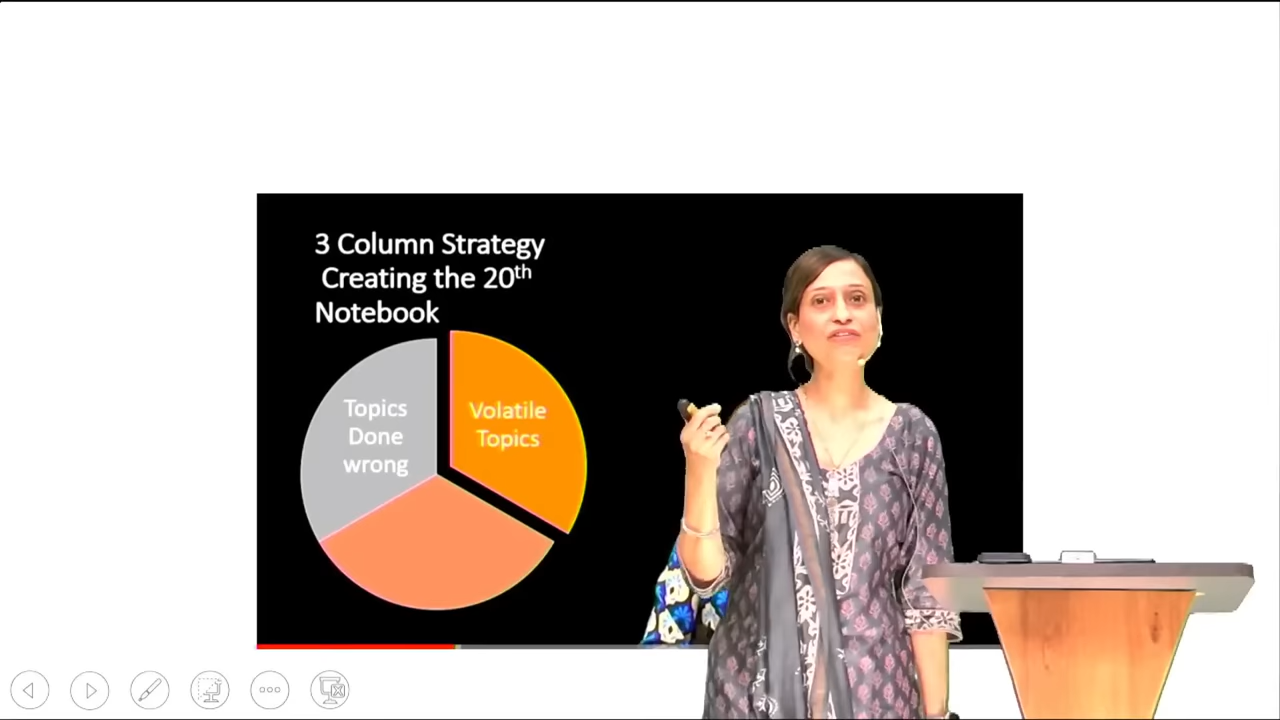 3 Column Strategy
Creating the 20th
Notebook
Topics
Done
wrong
Volatile
Topics